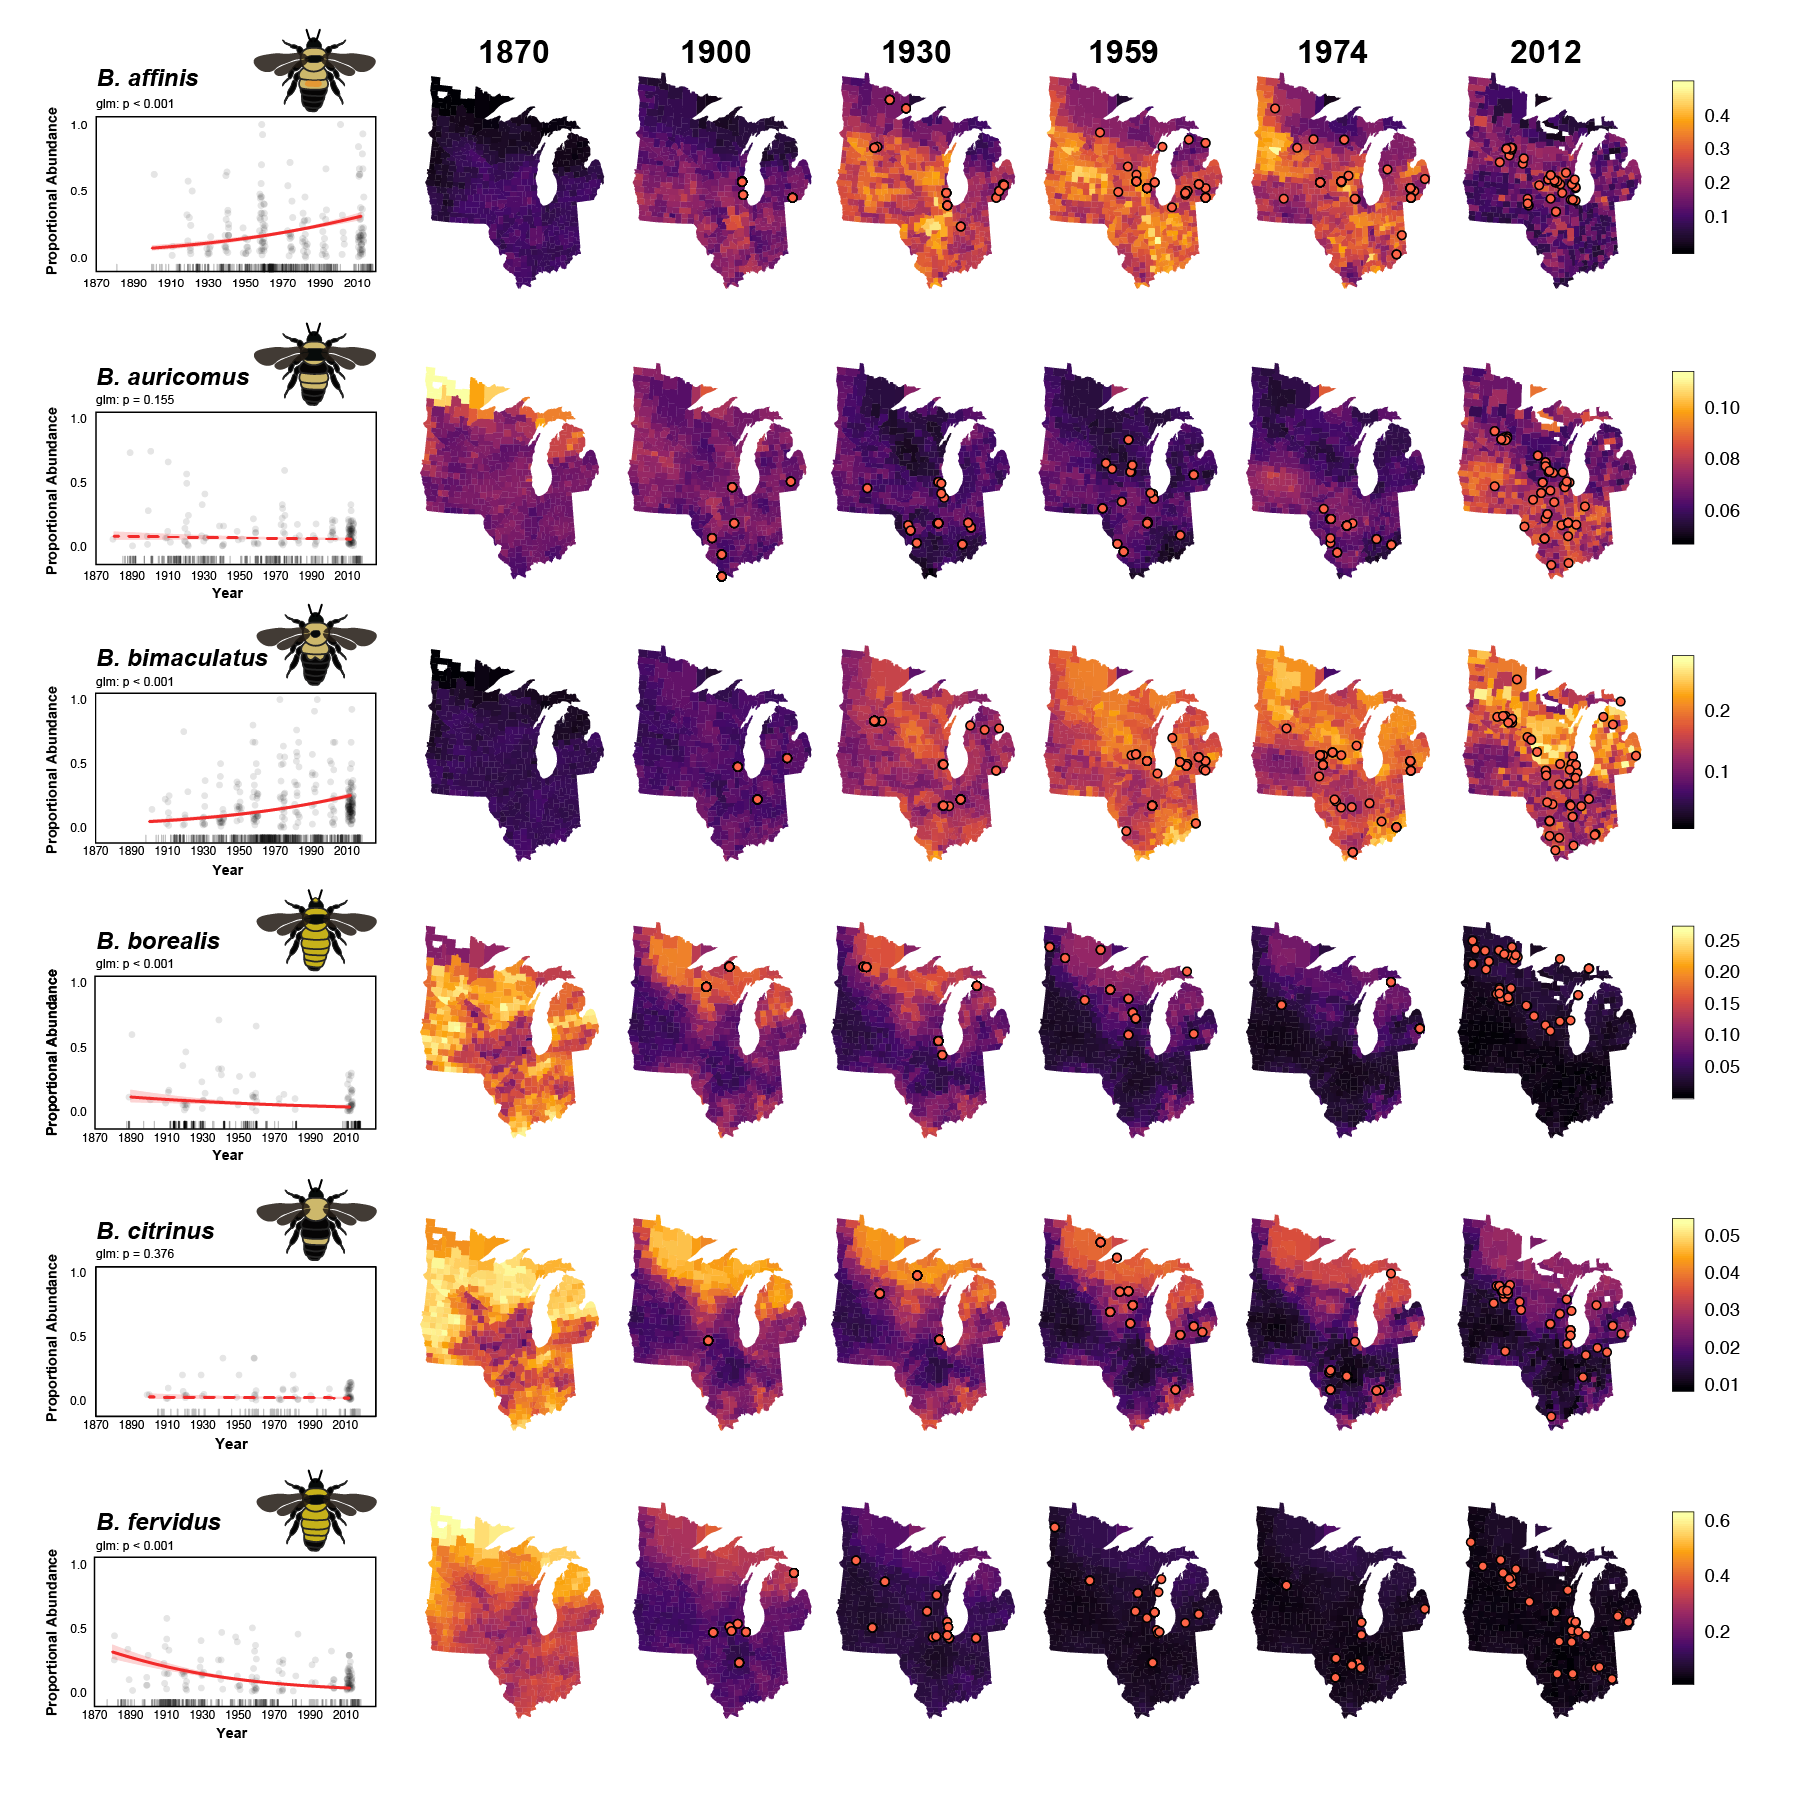 1870 1900 1930 1959 1974 2012
B. affinis
glm: p < 0.001
Proportional Abundance
1.0
0.5
0.0
1870 1890 1910 1930 1950 1970 1990 2010
0.4
0.3
0.2
0.1
B. auricomus
glm: p = 0.155
Proportional Abundance
1.0
0.5
0.0
1870 1890 1910 1930 1950 1970 1990 2010
Year
0.10
0.08
0.06
B. bimaculatus
glm: p < 0.001
Proportional Abundance
1.0
0.5
0.0
1870 1890 1910 1930 1950 1970 1990 2010
Year
0.2
0.1
B. borealis
glm: p < 0.001
Proportional Abundance
1.0
0.5
0.0
1870 1890 1910 1930 1950 1970 1990 2010
Year
0.25
0.20
0.15
0.10
0.05
B. citrinus
glm: p = 0.376
Proportional Abundance
1.0
0.5
0.0
1870 1890 1910 1930 1950 1970 1990 2010
Year
0.05
0.04
0.03
0.02
0.01
B. fervidus
glm: p < 0.001
Proportional Abundance
1.0
0.5
0.0
1870 1890 1910 1930 1950 1970 1990 2010
Year
0.6
0.4
0.2